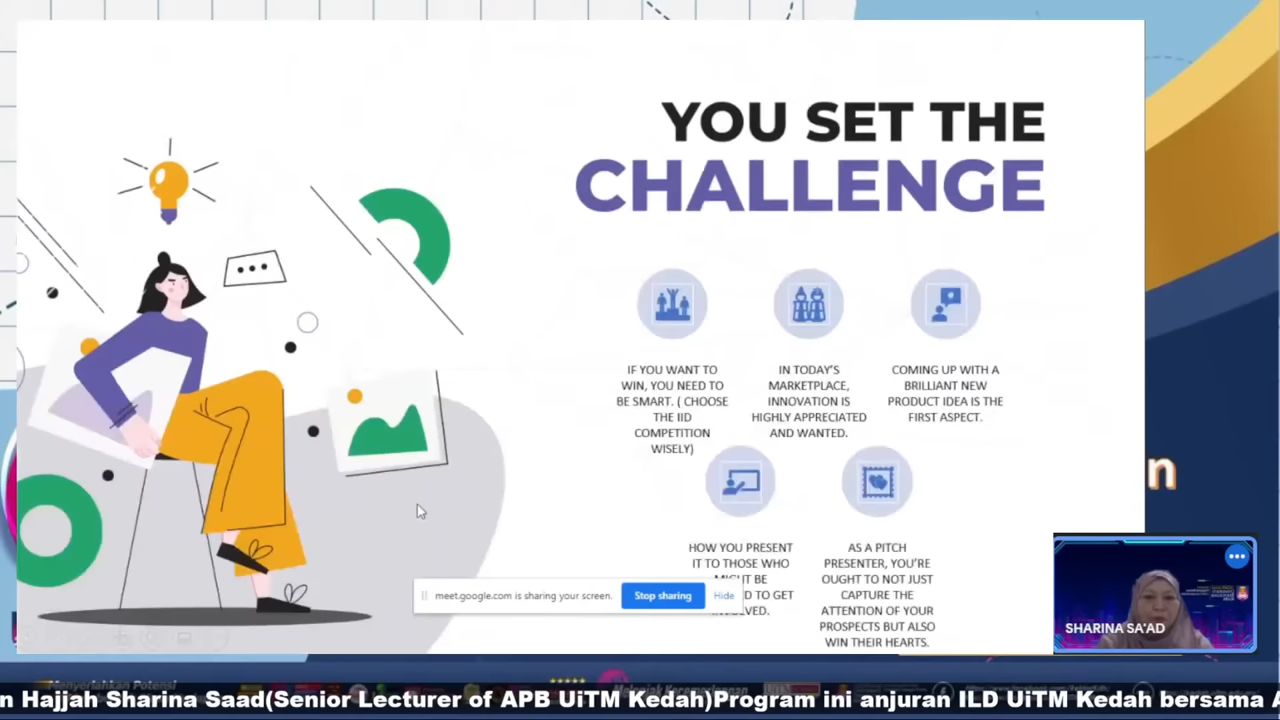 YOU SET THE
CHALLENGE
IF YOU WANT TO
WIN, YOU NEED TO
BE SMART. ( CHOOSE
THE IID
COMPETITION
WISELY)
IN TODAY'S
MARKETPLACE,
INNOVATION IS
HIGHLY APPRECIATED
AND WANTED.
COMING UP WITH A
BRILLIANT NEW
PRODUCT IDEA IS THE
FIRST ASPECT.
HOW YOU PRESENT
IT TO THOSE WHO
MIGHT BE
D TO GET
AS A PITCH
PRESENTER, YOU'RE
OUGHT TO NOT JUST
CAPTURE THE
ATTENTION OF YOUR
PROSPECTS BUT ALSO
WIN THEIR HEARTS.
meet.google.com is sharing your screen.
Stop sharing
Hide
n
SHARINA SA'AD
Menyerlahkan Potensi
n Hajjah Sharina Saad(Senior Lecturer of APB UiTM Kedah)Program ini anjuran ILD UiTM Kedah bersama A